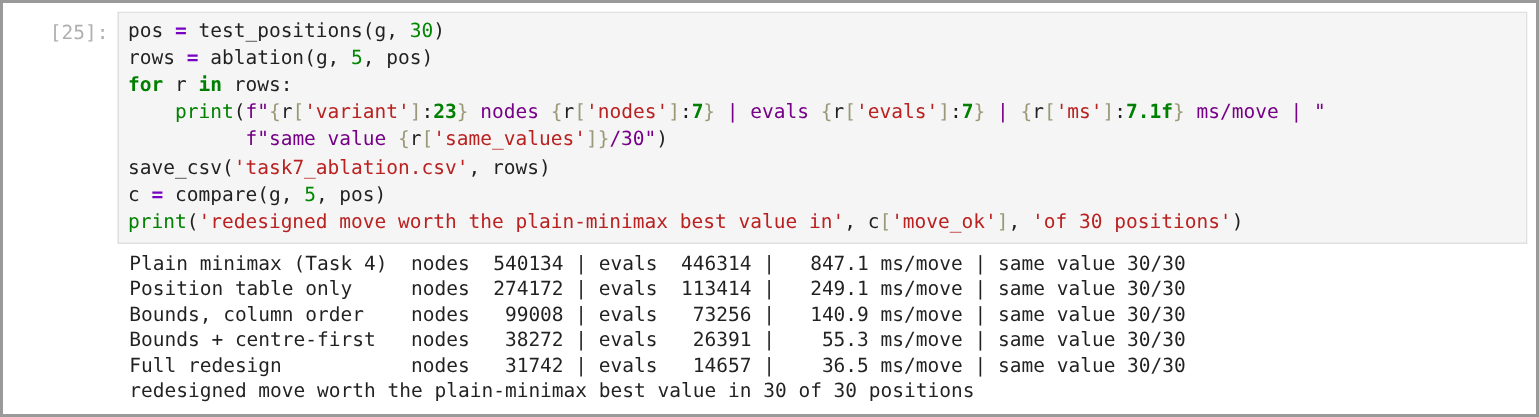 [25]:
pos = test_positions(g, 30)
rows = ablation(g, 5, pos)
for r in rows:
    print(f"{r['variant']:23} nodes {r['nodes']:7} | evals {r['evals']:7} | {r['ms']:7.1f} ms/move | "
          f"same value {r['same_values']}/30")
save_csv('task7_ablation.csv', rows)
c = compare(g, 5, pos)
print('redesigned move worth the plain-minimax best value in', c['move_ok'], 'of 30 positions')
Plain minimax (Task 4)  nodes  540134 | evals  446314 |   847.1 ms/move | same value 30/30
Position table only     nodes  274172 | evals  113414 |   249.1 ms/move | same value 30/30
Bounds, column order    nodes   99008 | evals   73256 |   140.9 ms/move | same value 30/30
Bounds + centre-first   nodes   38272 | evals   26391 |    55.3 ms/move | same value 30/30
Full redesign           nodes   31742 | evals   14657 |    36.5 ms/move | same value 30/30
redesigned move worth the plain-minimax best value in 30 of 30 positions